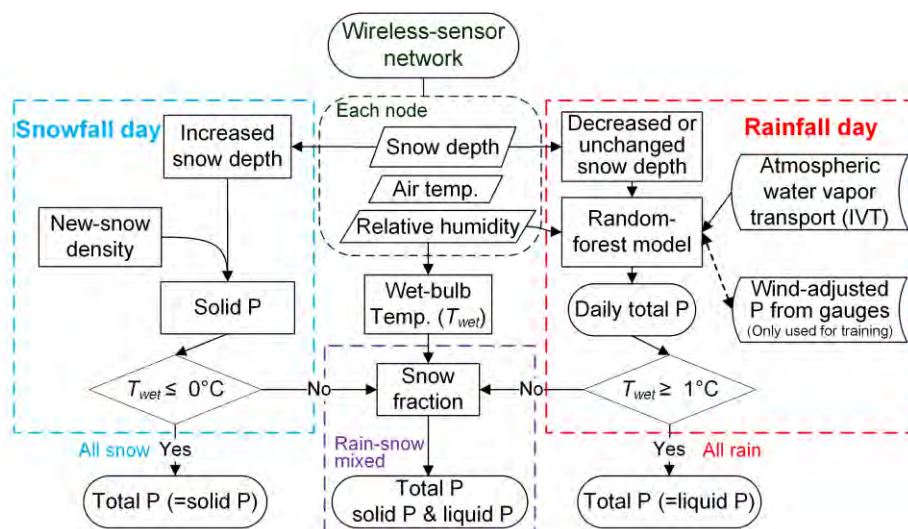 Wireless-sensor
network
Snowfall day
Increased
snow depth
New-snow
density
Solid P
T_wet ≤ 0°C
No
All snow
Yes
Total P (=solid P)
Each node
Snow depth
Air temp.
Relative humidity
Wet-bulb
Temp. (T_wet)
Snow
fraction
Rain-snow
mixed
Total P
solid P & liquid P
Rainfall day
Decreased or
unchanged
snow depth
Atmospheric
water vapor
transport (IVT)
Random-
forest model
Wind-adjusted
P from gauges
(Only used for training)
Daily total P
T_wet ≥ 1°C
No
Yes
All rain
Total P (=liquid P)